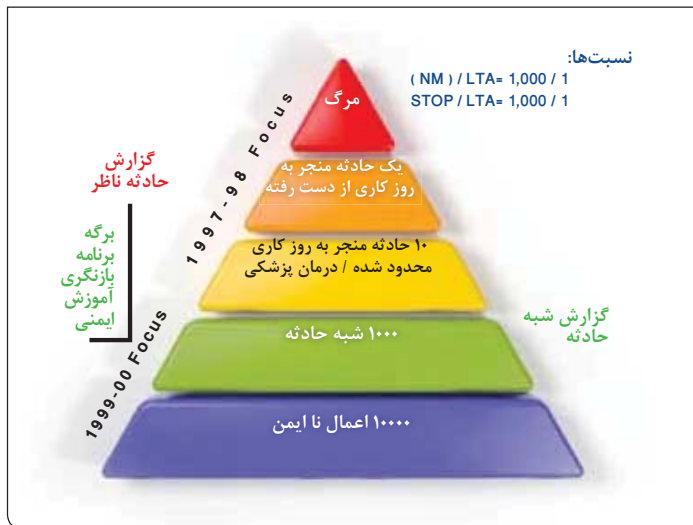 نسبت‌ها:
( NM ) / LTA= 1,000 / 1
STOP / LTA= 1,000 / 1
مرگ
یک حادثه منجر به
روز کاری از دست رفته
۱۰ حادثه منجر به روز کاری
محدود شده / درمان پزشکی
۱۰۰۰ شبه حادثه
۱۰۰۰۰ اعمال نا ایمن
1997-98 Focus
1999-00 Focus
گزارش
حادثه ناظر
برگه
برنامه
بازنگری
آموزش
ایمنی
گزارش شبه
حادثه